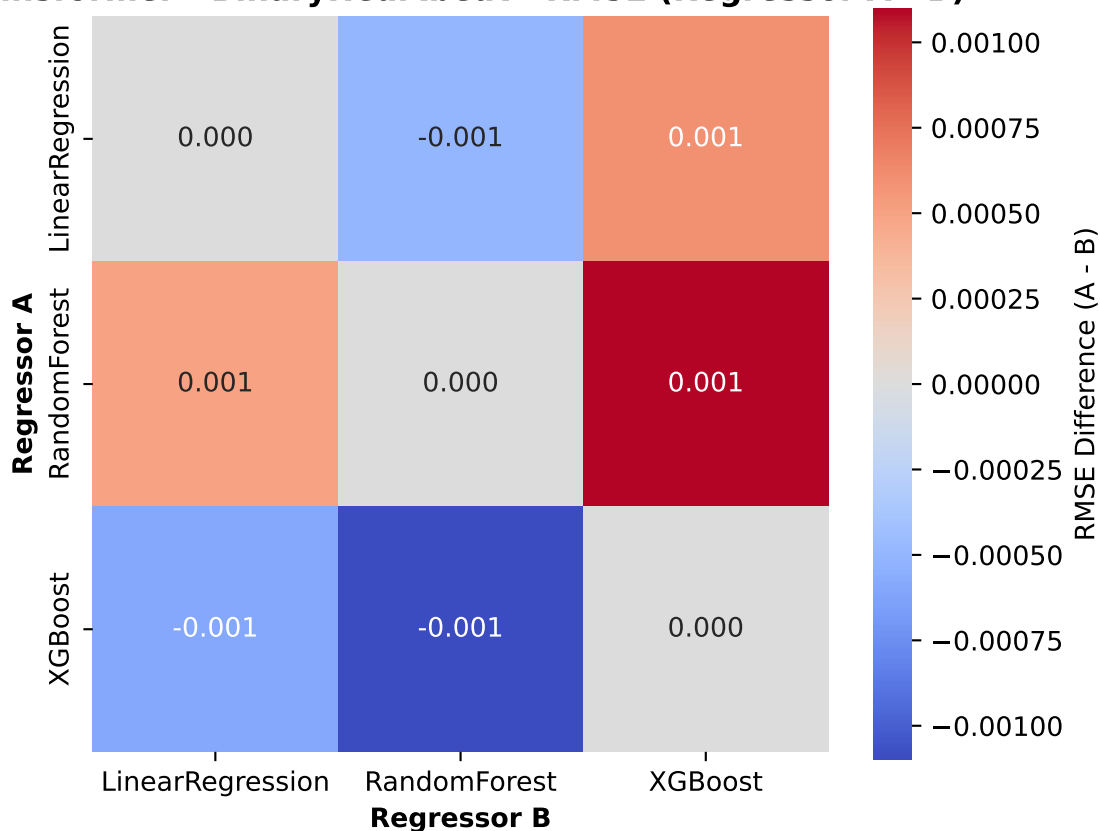 LinearRegression
0.000 -0.001 0.001
RandomForest
0.001 0.000 0.001
XGBoost
-0.001 -0.001 0.000
Regressor A
LinearRegression RandomForest XGBoost
Regressor B
0.00100
0.00075
0.00050
0.00025
0.00000
−0.00025
−0.00050
−0.00075
−0.00100
RMSE Difference (A - B)